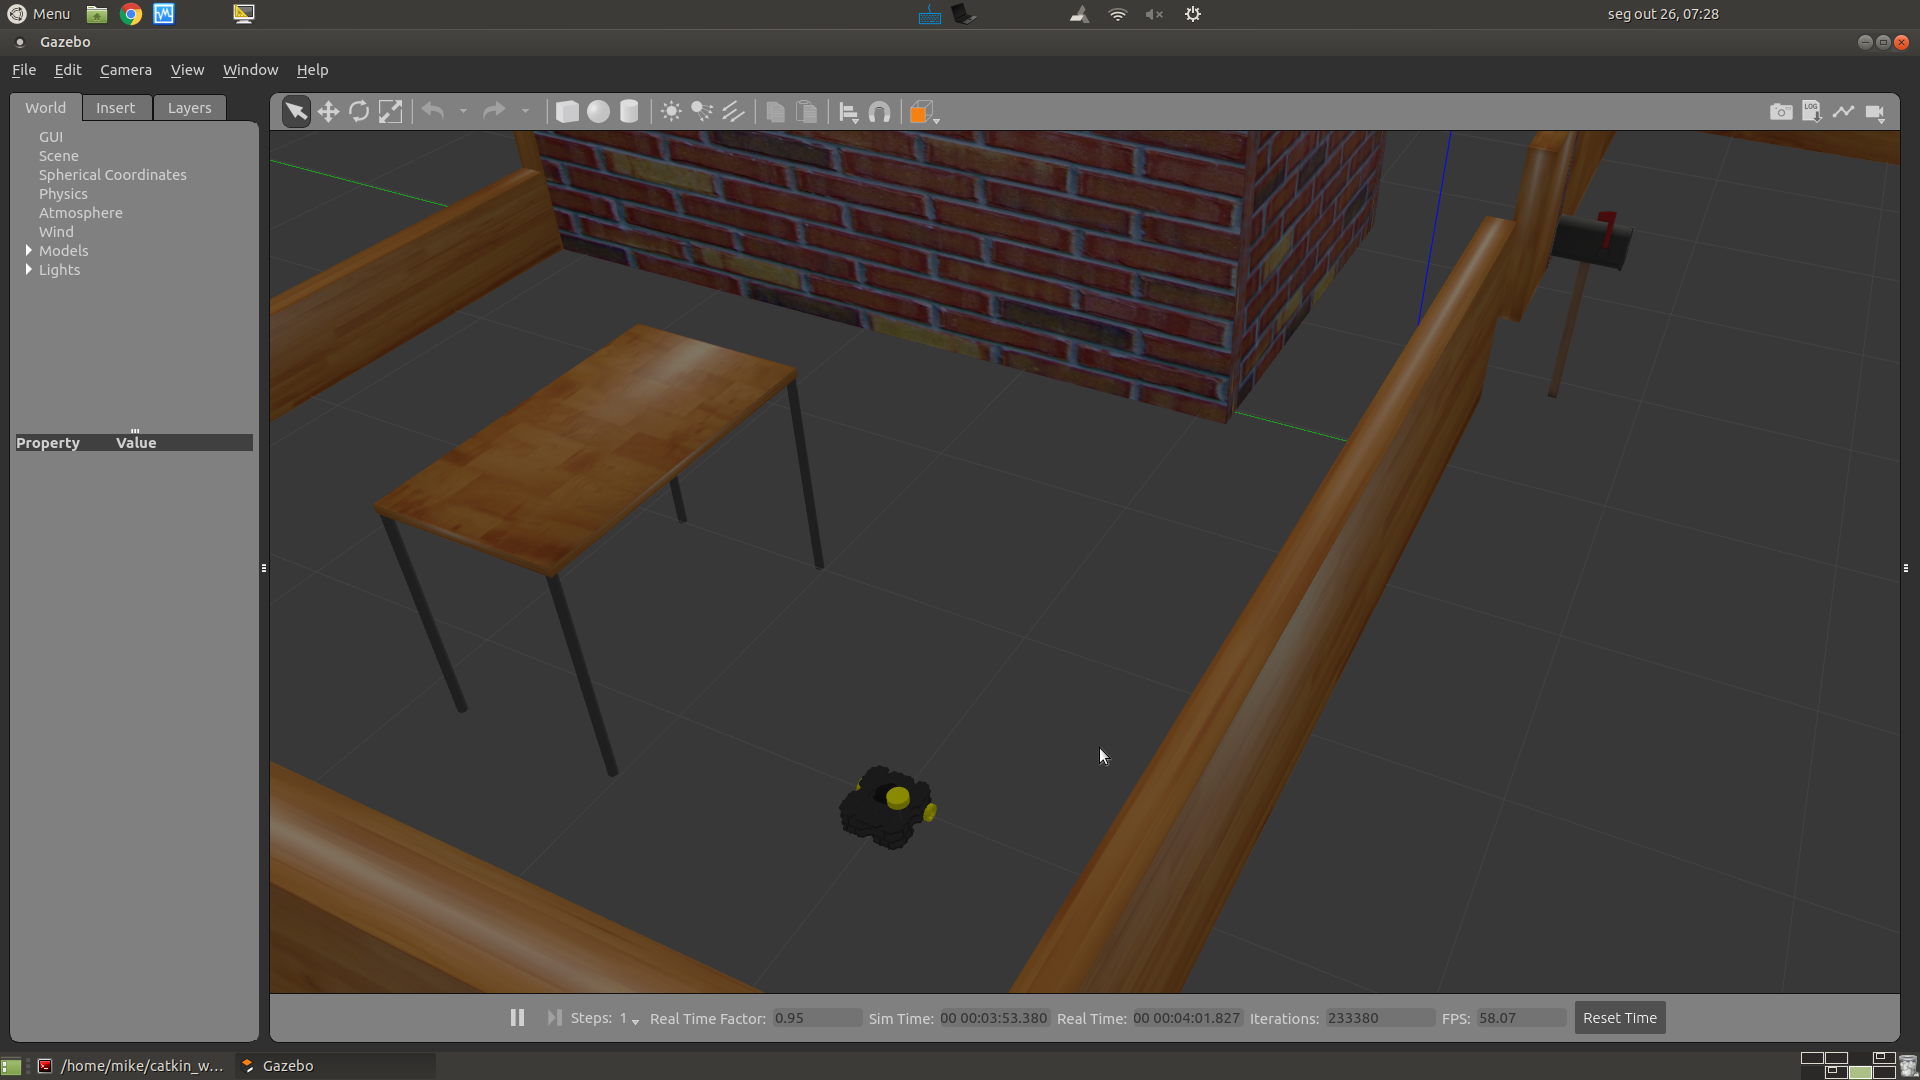 Menu
seg out 26, 07:28
Gazebo
File Edit Camera View Window Help
World Insert Layers
LOG
GUI
Scene
Spherical Coordinates
Physics
Atmosphere
Wind
Models
Lights
Property Value
Steps: 1 Real Time Factor: 0.95 Sim Time: 00 00:03:53.380 Real Time: 00 00:04:01.827 Iterations: 233380 FPS: 58.07 Reset Time
/home/mike/catkin_w... Gazebo